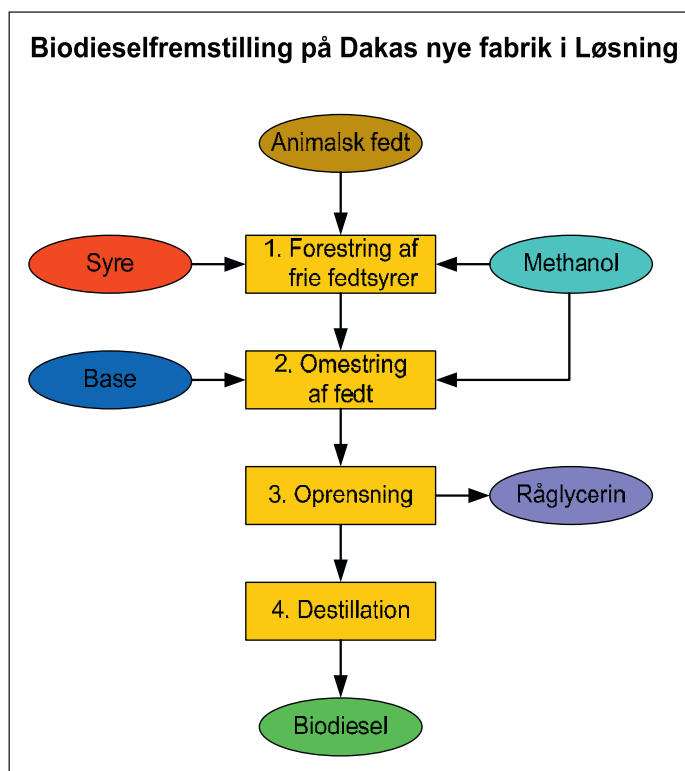 Biodieselfremstilling på Dakas nye fabrik i Løsning
Animalsk fedt
Syre
1. Forestring af
frie fedtsyrer
Methanol
Base
2. Omestring
af fedt
3. Oprensning
Råglycerin
4. Destillation
Biodiesel